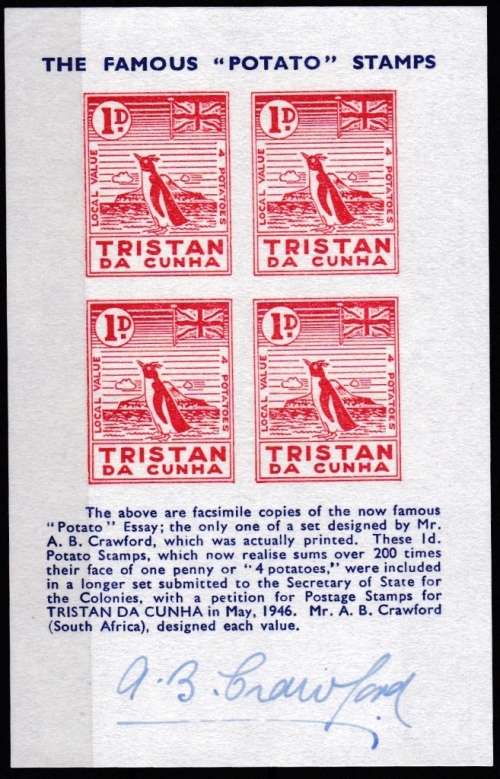 THE FAMOUS "POTATO" STAMPS
1D.
LOCAL VALUE
4 POTATOES
TRISTAN
DA CUNHA
1D.
LOCAL VALUE
4 POTATOES
TRISTAN
DA CUNHA
1D.
LOCAL VALUE
4 POTATOES
TRISTAN
DA CUNHA
1D.
LOCAL VALUE
4 POTATOES
TRISTAN
DA CUNHA
The above are facsimile copies of the now famous
"Potato" Essay; the only one of a set designed by Mr.
A. B. Crawford, which was actually printed. These 1d.
Potato Stamps, which now realise sums over 200 times
their face of one penny or "4 potatoes," were included
in a longer set submitted to the Secretary of State for
the Colonies, with a petition for Postage Stamps for
TRISTAN DA CUNHA in May, 1946. Mr. A. B. Crawford
(South Africa), designed each value.
A. B. Crawford